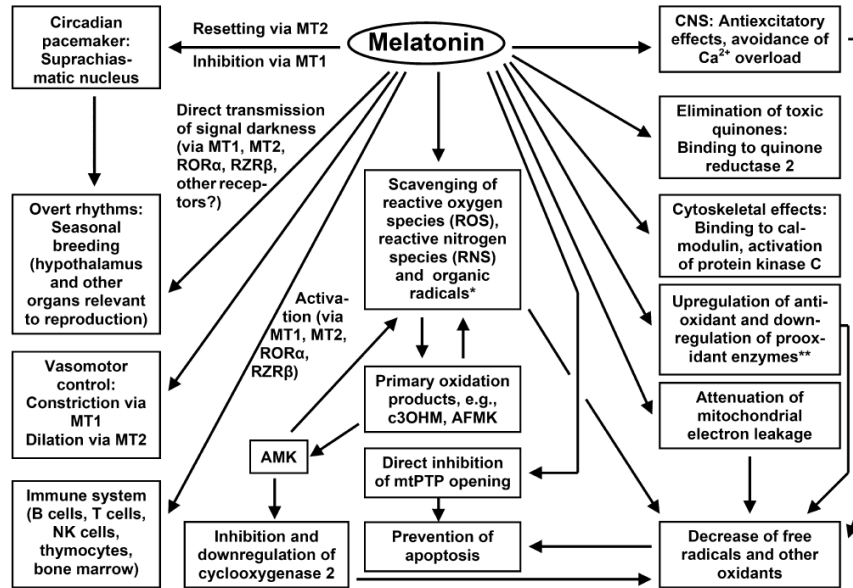 Circadian
pacemaker:
Suprachias-
matic nucleus
Resetting via MT2
Inhibition via MT1
Melatonin
CNS: Antiexcitatory
effects, avoidance of
Ca²⁺ overload
Direct transmission
of signal darkness
(via MT1, MT2,
RORα, RZRβ,
other recep-
tors?)
Elimination of toxic
quinones:
Binding to quinone
reductase 2
Overt rhythms:
Seasonal
breeding
(hypothalamus
and other
organs relevant
to reproduction)
Scavenging of
reactive oxygen
species (ROS),
reactive nitrogen
species (RNS)
and organic
radicals*
Cytoskeletal effects:
Binding to cal-
modulin, activation
of protein kinase C
Activa-
tion (via
MT1, MT2,
RORα,
RZRβ)
Upregulation of anti-
oxidant and down-
regulation of proox-
idant enzymes**
Vasomotor
control:
Constriction via
MT1
Dilation via MT2
Primary oxidation
products, e.g.,
c3OHM, AFMK
Attenuation of
mitochondrial
electron leakage
AMK
Direct inhibition
of mtPTP opening
Immune system
(B cells, T cells,
NK cells,
thymocytes,
bone marrow)
Inhibition and
downregulation of
cyclooxygenase 2
Prevention of
apoptosis
Decrease of free
radicals and other
oxidants